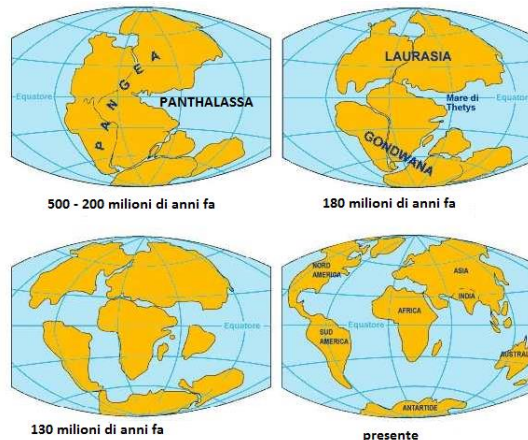 Equatore
PANGEA
PANTHALASSA
500 - 200 milioni di anni fa
LAURASIA
Mare di
Thetys
Equatore
GONDWANA
180 milioni di anni fa
Equatore
130 milioni di anni fa
NORD
AMERICA
ASIA
INDIA
AFRICA
Equatore
SUD
AMERICA
AUSTRAL
ANTARTIDE
presente